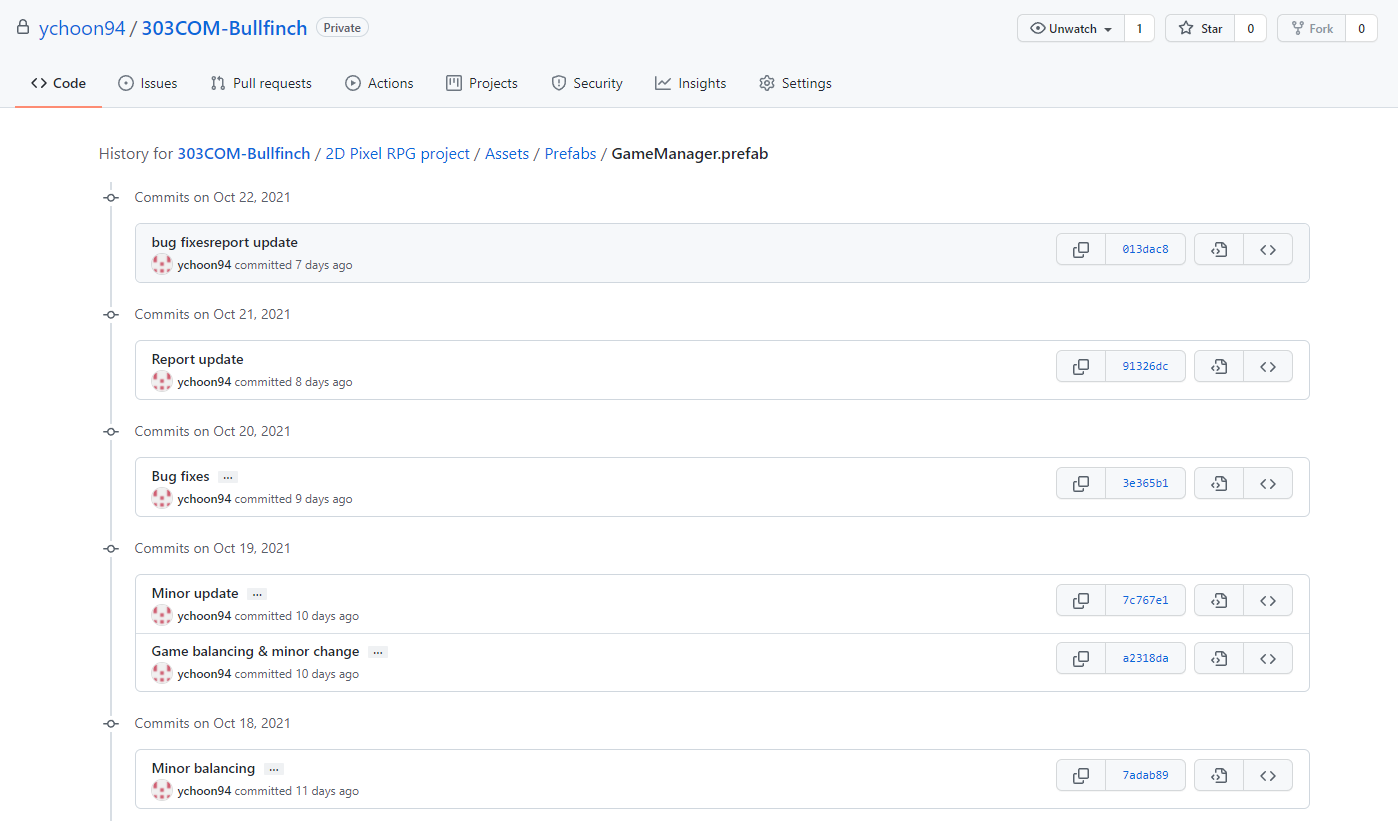 ychoon94 / 303COM-Bullfinch Private Unwatch 1 Star 0 Fork 0
Code Issues Pull requests Actions Projects Security Insights Settings
History for 303COM-Bullfinch / 2D Pixel RPG project / Assets / Prefabs / GameManager.prefab
Commits on Oct 22, 2021
bug fixesreport update
ychoon94 committed 7 days ago
013dac8
Commits on Oct 21, 2021
Report update
ychoon94 committed 8 days ago
91326dc
Commits on Oct 20, 2021
Bug fixes ...
ychoon94 committed 9 days ago
3e365b1
Commits on Oct 19, 2021
Minor update ...
ychoon94 committed 10 days ago
7c767e1
Game balancing & minor change ...
ychoon94 committed 10 days ago
a2318da
Commits on Oct 18, 2021
Minor balancing ...
ychoon94 committed 11 days ago
7adab89